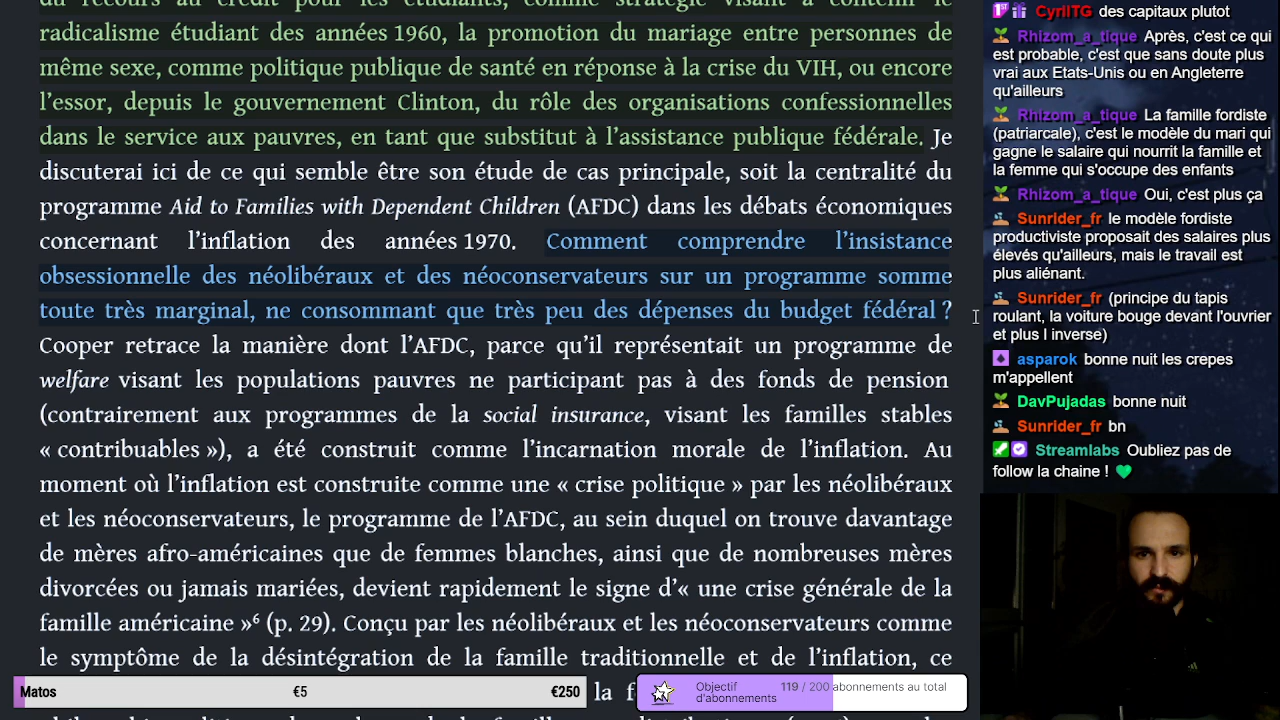 du recours au crédit pour les étudiants, comme stratégie visant à contenir le
radicalisme étudiant des années 1960, la promotion du mariage entre personnes de
même sexe, comme politique publique de santé en réponse à la crise du VIH, ou encore
l'essor, depuis le gouvernement Clinton, du rôle des organisations confessionnelles
dans le service aux pauvres, en tant que substitut à l'assistance publique fédérale. Je
discuterai ici de ce qui semble être son étude de cas principale, soit la centralité du
programme Aid to Families with Dependent Children (AFDC) dans les débats économiques
concernant l'inflation des années 1970. Comment comprendre l'insistance
obsessionnelle des néolibéraux et des néoconservateurs sur un programme somme
toute très marginal, ne consommant que très peu des dépenses du budget fédéral ?
Cooper retrace la manière dont l'AFDC, parce qu'il représentait un programme de
welfare visant les populations pauvres ne participant pas à des fonds de pension
(contrairement aux programmes de la social insurance, visant les familles stables
« contribuables »), a été construit comme l'incarnation morale de l'inflation. Au
moment où l'inflation est construite comme une « crise politique » par les néolibéraux
et les néoconservateurs, le programme de l'AFDC, au sein duquel on trouve davantage
de mères afro-américaines que de femmes blanches, ainsi que de nombreuses mères
divorcées ou jamais mariées, devient rapidement le signe d'« une crise générale de la
famille américaine »⁶ (p. 29). Conçu par les néolibéraux et les néoconservateurs comme
le symptôme de la désintégration de la famille traditionnelle et de l'inflation, ce
la
Matos €5 €250
Objectif d'abonnements 119 / 200 abonnements au total
1ST CyrilTG des capitaux plutot
Rhizom_a_tique Après, c'est ce qui
est probable, c'est que sans doute plus
vrai aux Etats-Unis ou en Angleterre
qu'ailleurs
Rhizom_a_tique La famille fordiste
(patriarcale), c'est le modèle du mari qui
gagne le salaire qui nourrit la famille et
la femme qui s'occupe des enfants
Rhizom_a_tique Oui, c'est plus ça
Sunrider_fr le modèle fordiste
productiviste proposait des salaires plus
élevés qu'ailleurs, mais le travail est
plus aliénant.
Sunrider_fr (principe du tapis
roulant, la voiture bouge devant l'ouvrier
et plus l inverse)
asparok bonne nuit les crepes
m'appellent
DavPujadas bonne nuit
Sunrider_fr bn
Streamlabs Oubliez pas de
follow la chaine !